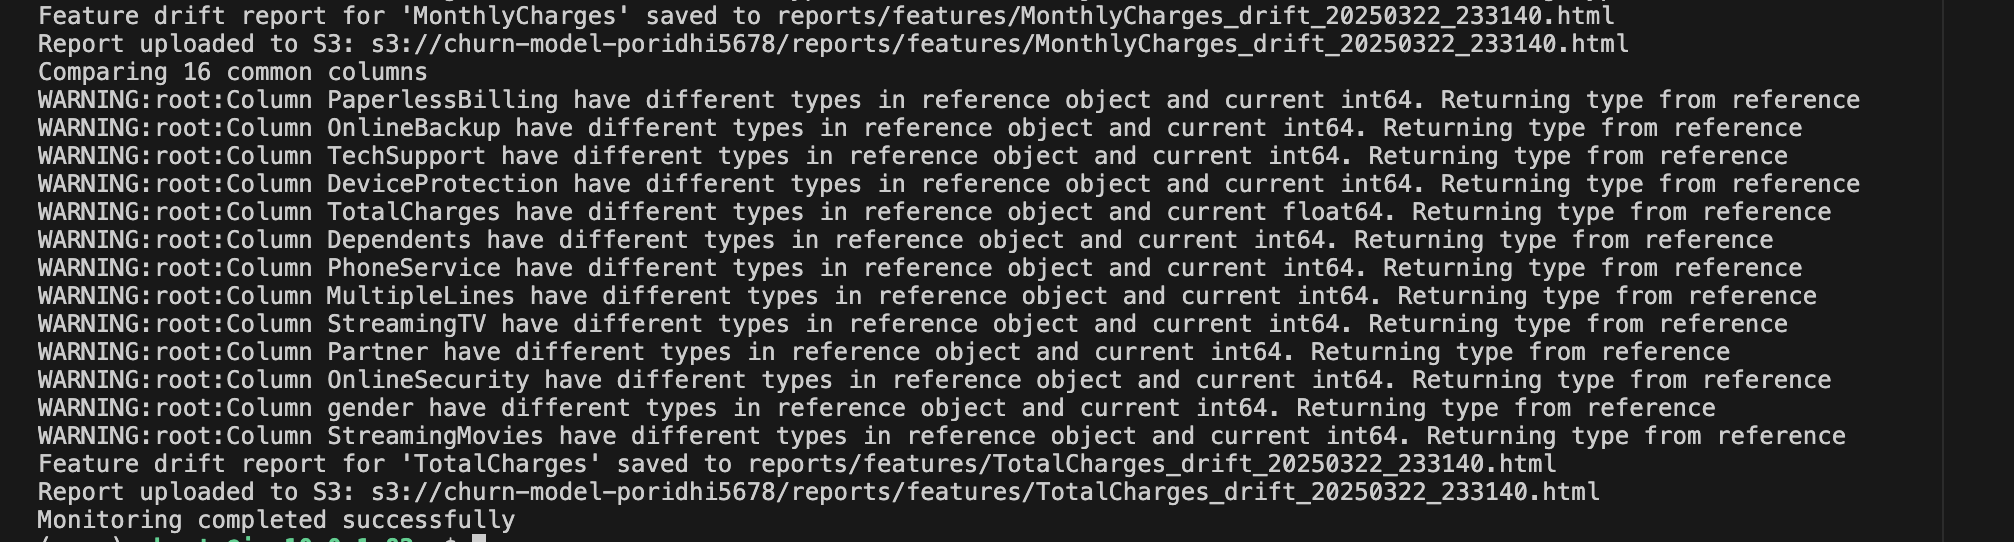 Feature drift report for 'MonthlyCharges' saved to reports/features/MonthlyCharges_drift_20250322_233140.html
Report uploaded to S3: s3://churn-model-poridhi5678/reports/features/MonthlyCharges_drift_20250322_233140.html
Comparing 16 common columns
WARNING:root:Column PaperlessBilling have different types in reference object and current int64. Returning type from reference
WARNING:root:Column OnlineBackup have different types in reference object and current int64. Returning type from reference
WARNING:root:Column TechSupport have different types in reference object and current int64. Returning type from reference
WARNING:root:Column DeviceProtection have different types in reference object and current int64. Returning type from reference
WARNING:root:Column TotalCharges have different types in reference object and current float64. Returning type from reference
WARNING:root:Column Dependents have different types in reference object and current int64. Returning type from reference
WARNING:root:Column PhoneService have different types in reference object and current int64. Returning type from reference
WARNING:root:Column MultipleLines have different types in reference object and current int64. Returning type from reference
WARNING:root:Column StreamingTV have different types in reference object and current int64. Returning type from reference
WARNING:root:Column Partner have different types in reference object and current int64. Returning type from reference
WARNING:root:Column OnlineSecurity have different types in reference object and current int64. Returning type from reference
WARNING:root:Column gender have different types in reference object and current int64. Returning type from reference
WARNING:root:Column StreamingMovies have different types in reference object and current int64. Returning type from reference
Feature drift report for 'TotalCharges' saved to reports/features/TotalCharges_drift_20250322_233140.html
Report uploaded to S3: s3://churn-model-poridhi5678/reports/features/TotalCharges_drift_20250322_233140.html
Monitoring completed successfully